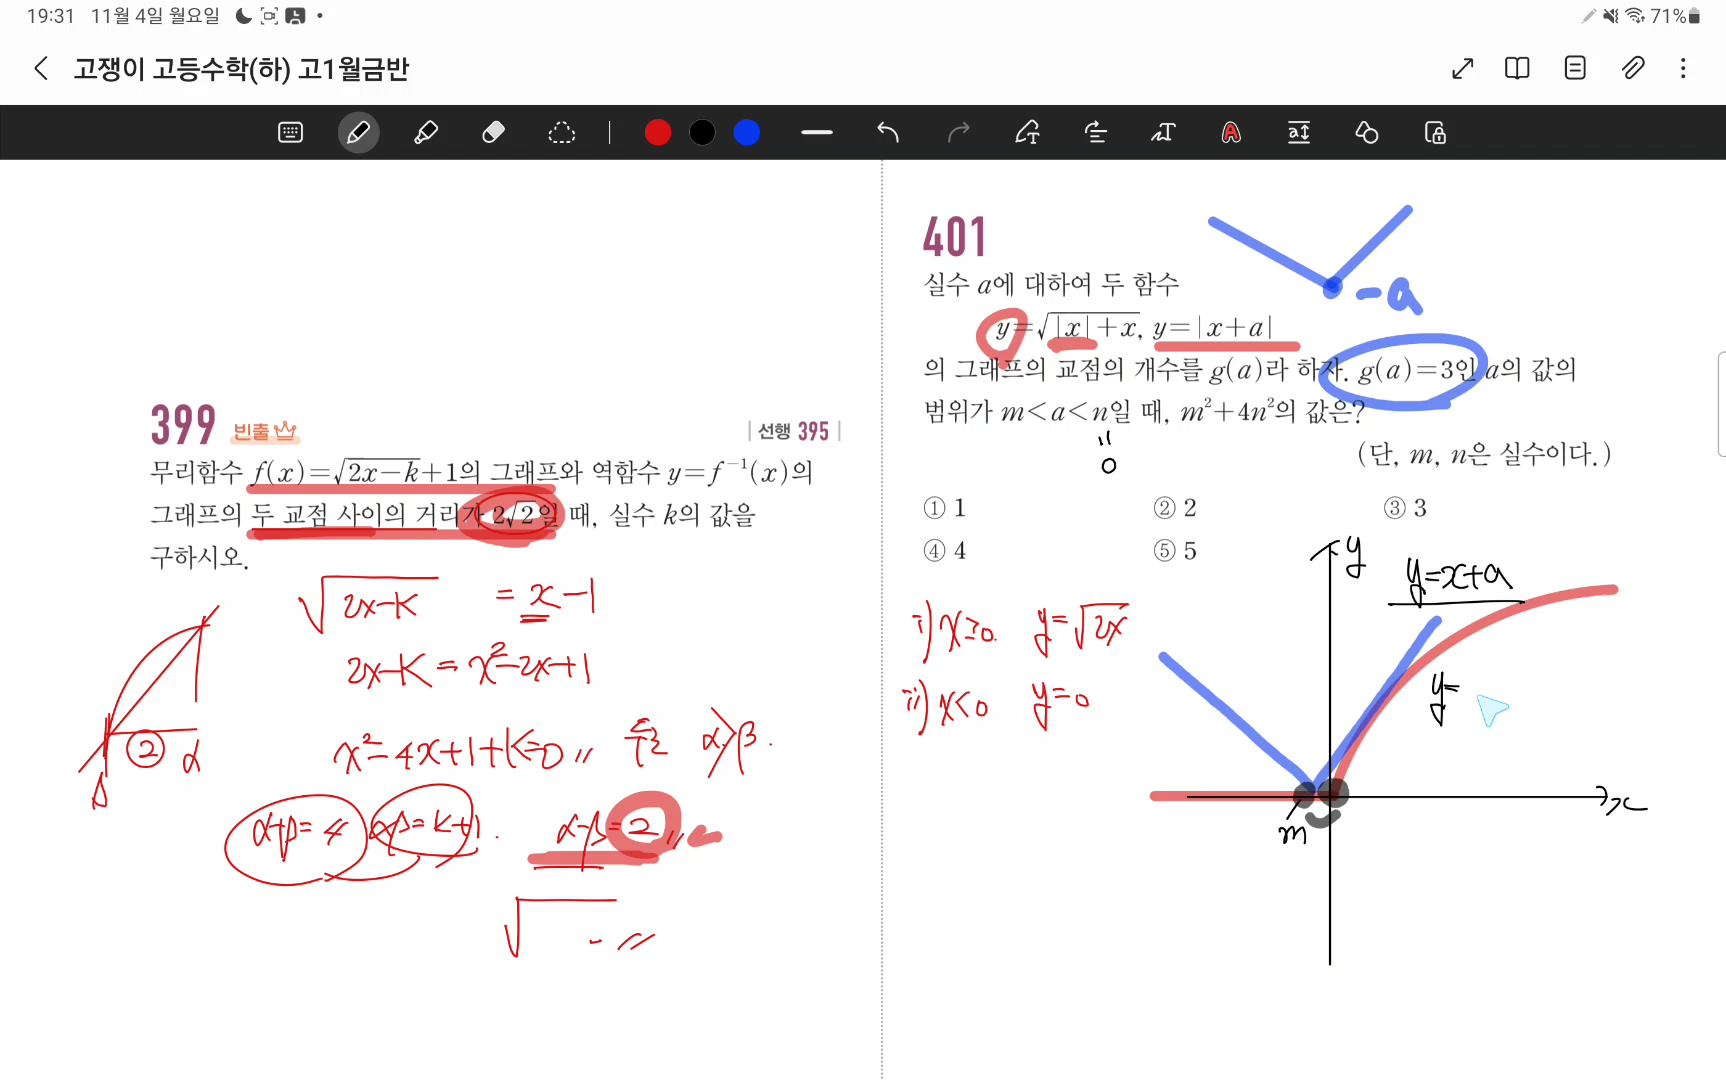 19:31 11월 4일 월요일
71%
고쟁이 고등수학(하) 고1월금반
399 빈출 선행 395
무리함수 f(x)=√(2x-k)+1의 그래프와 역함수 y=f⁻¹(x)의
그래프의 두 교점 사이의 거리가 2√2일 때, 실수 k의 값을
구하시오.
√(2x-K) = x-1
2x-K = x²-2x+1
x²-4x+1+K=0 두근 α>β.
② α
β
α+β=4 αβ=K+1. α-β=2
401
실수 a에 대하여 두 함수
y=√(|x|+x), y=|x+a|
-a
의 그래프의 교점의 개수를 g(a)라 하자. g(a)=3인 a의 값의
범위가 m<a<n일 때, m²+4n²의 값은?
0
(단, m, n은 실수이다.)
① 1 ② 2 ③ 3
④ 4 ⑤ 5
i) x≥0. y=√2x
ii) x<0 y=0
y
y=x+a
y=
x
m